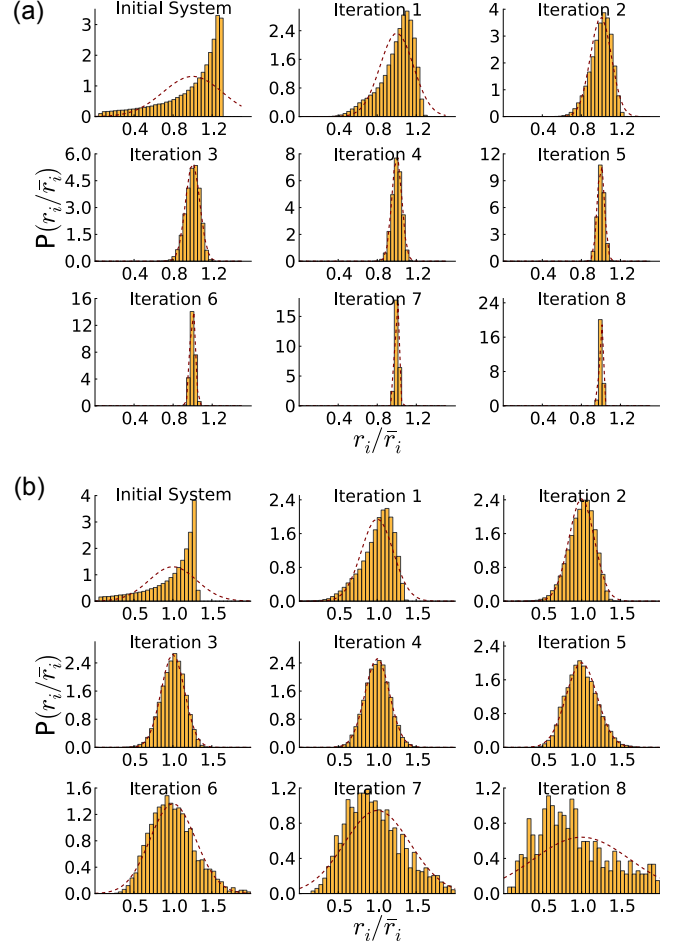 (a)
Initial System
Iteration 1
Iteration 2
3
2
1
0
0.4 0.8 1.2
2.4
1.2
0.0
0.4 0.8 1.2
4
3
2
1
0
0.4 0.8 1.2
Iteration 3
Iteration 4
Iteration 5
P(r_i/r̄_i)
6.0
4.5
3.0
1.5
0.0
0.4 0.8 1.2
8
6
4
2
0
0.4 0.8 1.2
12
9
6
3
0
0.4 0.8 1.2
Iteration 6
Iteration 7
Iteration 8
16
12
8
4
0
0.4 0.8 1.2
15
10
5
0
0.4 0.8 1.2
24
18
12
6
0
0.4 0.8 1.2
r_i/r̄_i
(b)
Initial System
Iteration 1
Iteration 2
4
3
2
1
0
0.5 1.0 1.5
2.4
1.6
0.8
0.0
0.5 1.0 1.5
2.4
1.6
0.8
0.0
0.5 1.0 1.5
Iteration 3
Iteration 4
Iteration 5
P(r_i/r̄_i)
2.4
1.6
0.8
0.0
0.5 1.0 1.5
2.4
1.6
0.8
0.0
0.5 1.0 1.5
2.4
1.6
0.8
0.0
0.5 1.0 1.5
Iteration 6
Iteration 7
Iteration 8
1.6
1.2
0.8
0.4
0.0
0.5 1.0 1.5
1.2
0.8
0.4
0.0
0.5 1.0 1.5
1.2
0.8
0.4
0.0
0.5 1.0 1.5
r_i/r̄_i